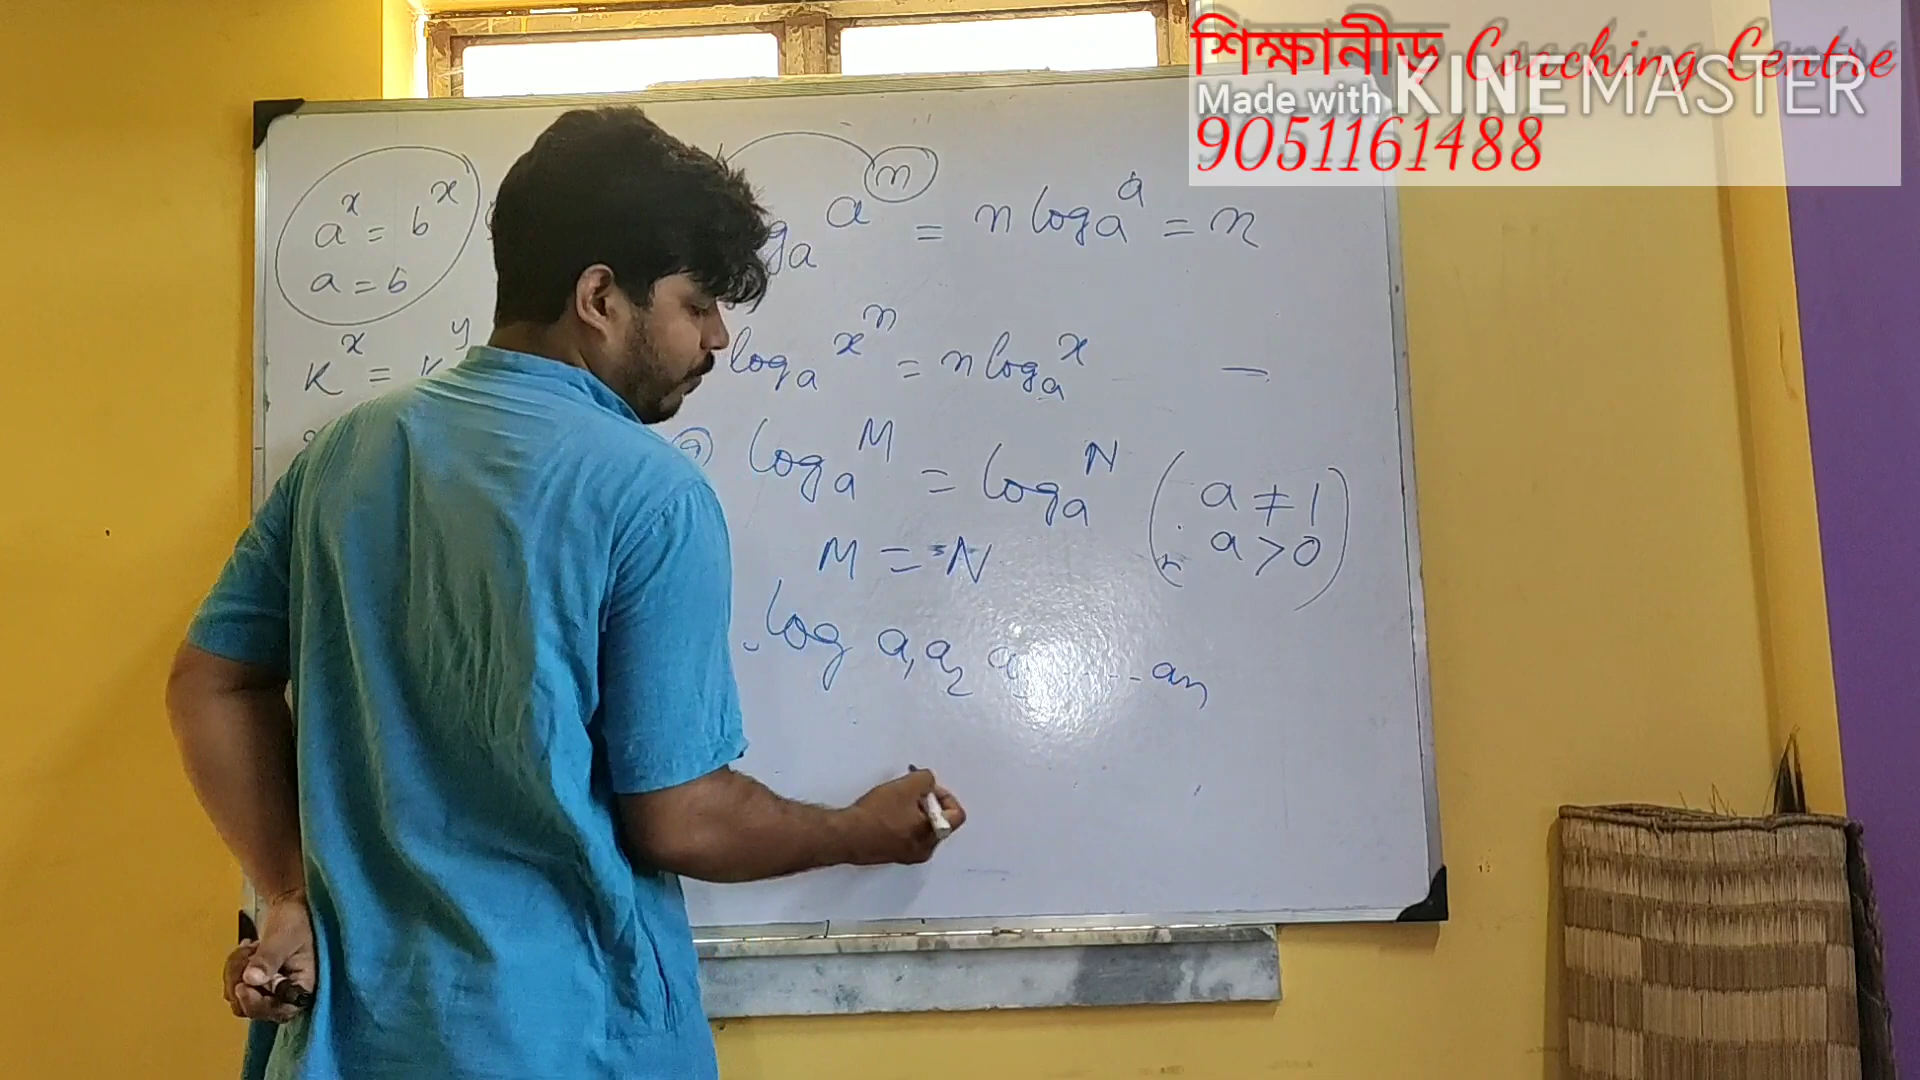 শিক্ষানীড় Coaching Centre
Made with KINEMASTER
9051161488
a^x = b^x
a = b
K^x = K^y
log_a a^n = n log_a a = n
log_a x^n = n log_a x
log_a M = log_a N (a ≠ 1
a > 0)
M = N
log a₁ a₂ a₃ ---- aₙ